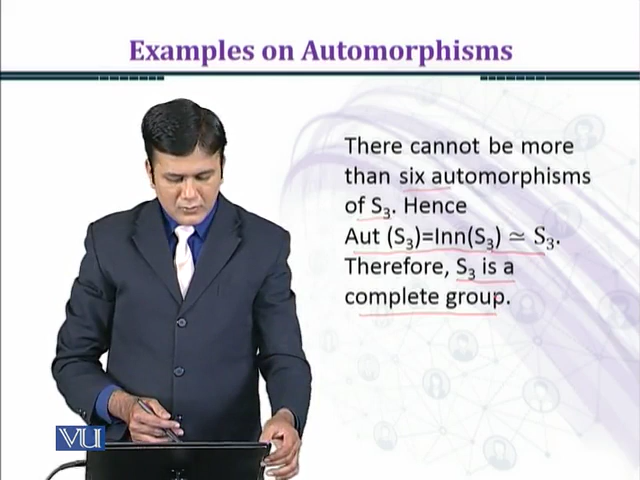 Examples on Automorphisms
There cannot be more
than six automorphisms
of S₃. Hence
Aut (S₃)=Inn(S₃) ≃ S₃.
Therefore, S₃ is a
complete group.
VU